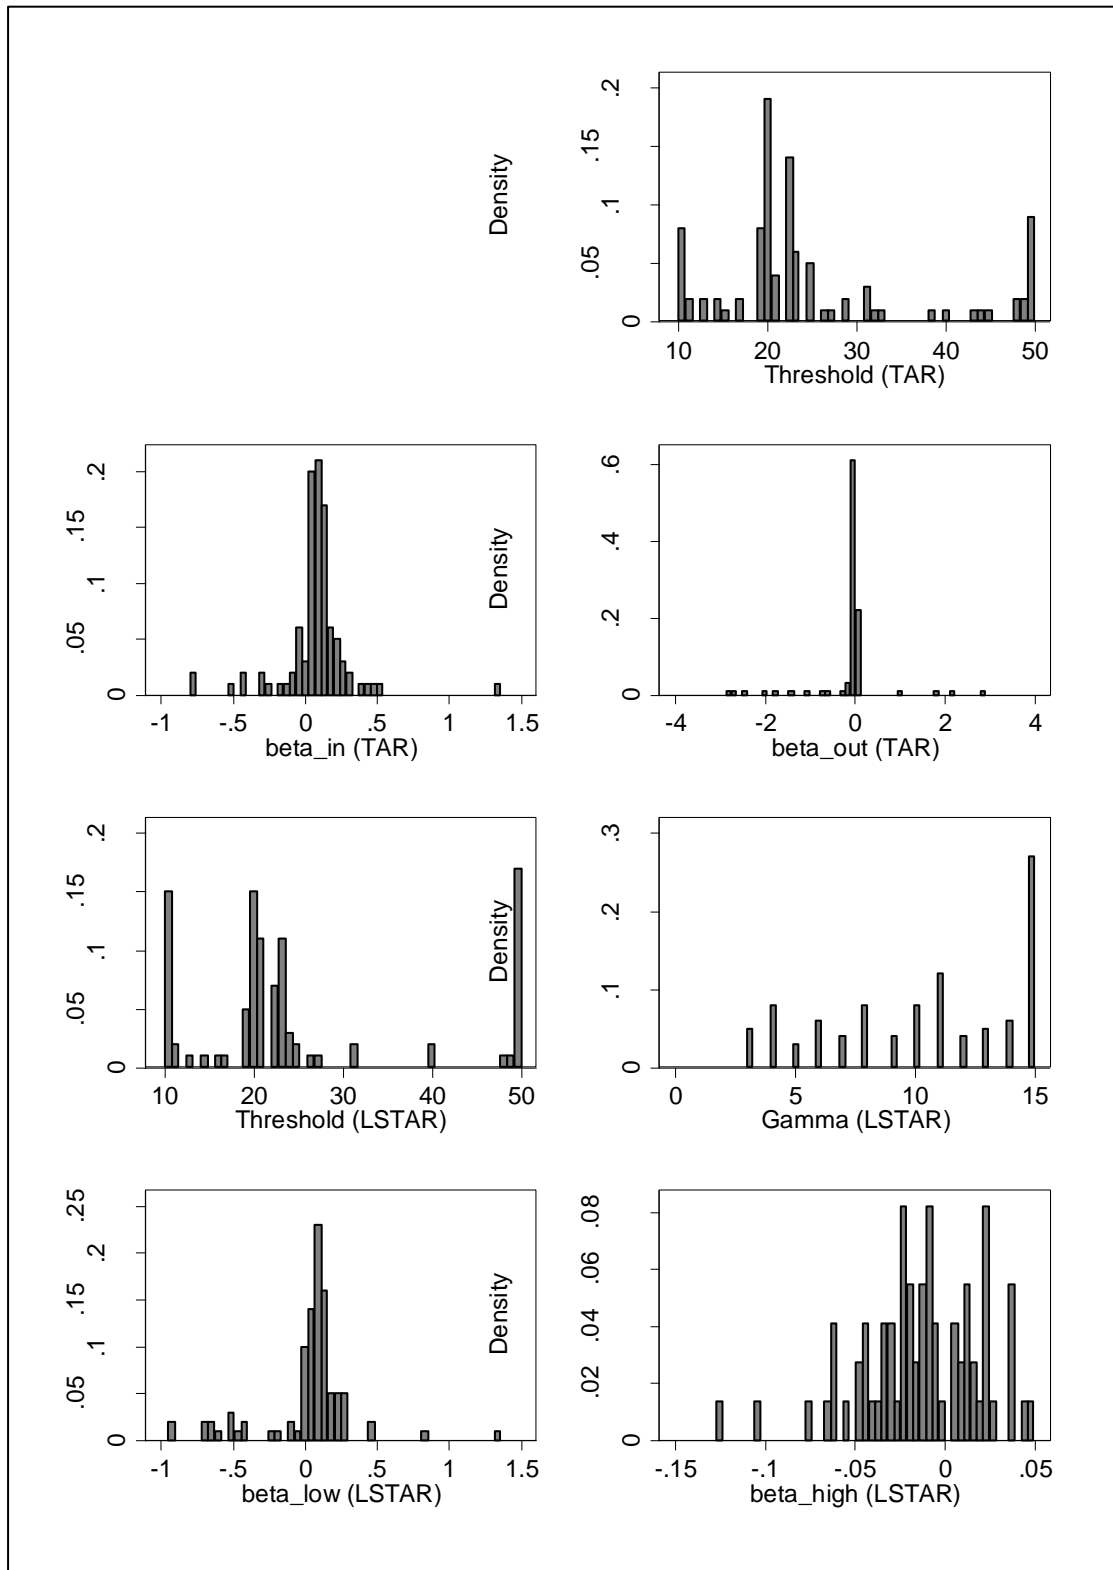 Density
0 .05 .1 .15 .2
10 20 30 40 50
Threshold (TAR)
0 .05 .1 .15 .2
-1 -.5 0 .5 1 1.5
beta_in (TAR)
Density
0 .2 .4 .6
-4 -2 0 2 4
beta_out (TAR)
0 .05 .1 .15 .2
10 20 30 40 50
Threshold (LSTAR)
Density
0 .1 .2 .3
0 5 10 15
Gamma (LSTAR)
0 .05 .1 .15 .2 .25
-1 -.5 0 .5 1 1.5
beta_low (LSTAR)
Density
0 .02 .04 .06 .08
-.15 -.1 -.05 0 .05
beta_high (LSTAR)